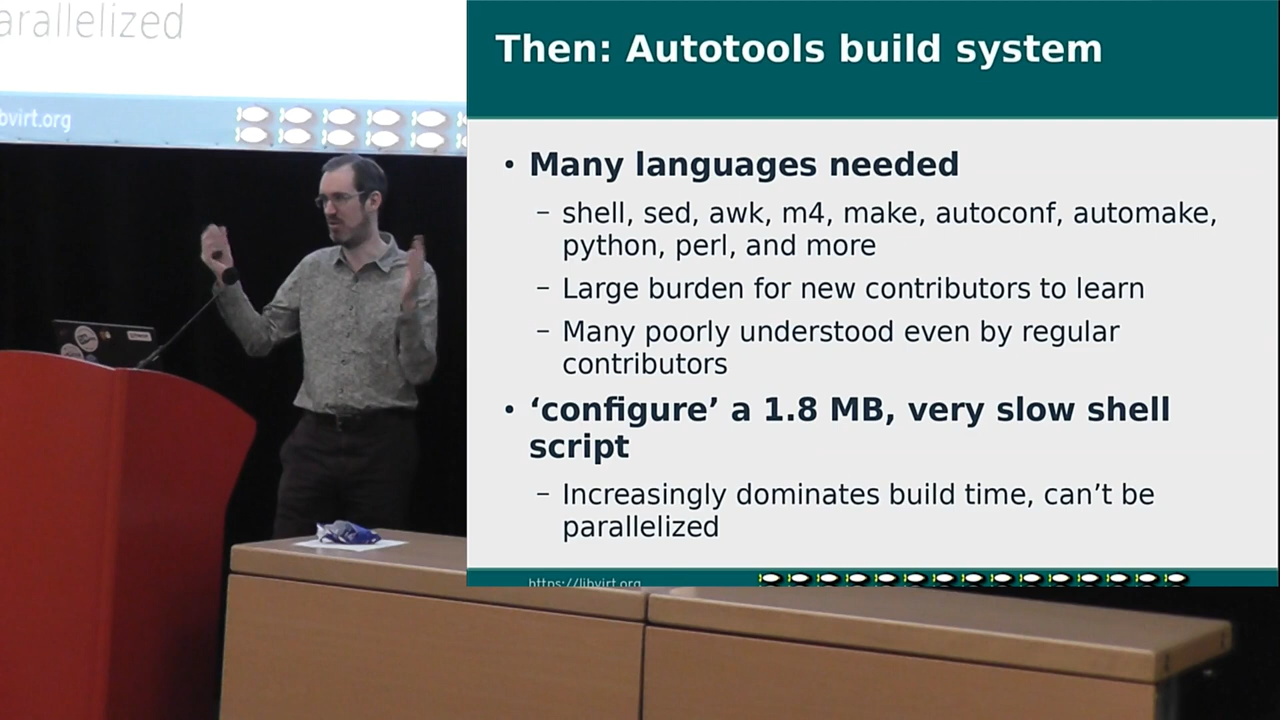 arallelized
bvirt.org
Then: Autotools build system
• Many languages needed
– shell, sed, awk, m4, make, autoconf, automake,
python, perl, and more
– Large burden for new contributors to learn
– Many poorly understood even by regular
contributors
• ‘configure’ a 1.8 MB, very slow shell
script
– Increasingly dominates build time, can’t be
parallelized
https://libvirt.org